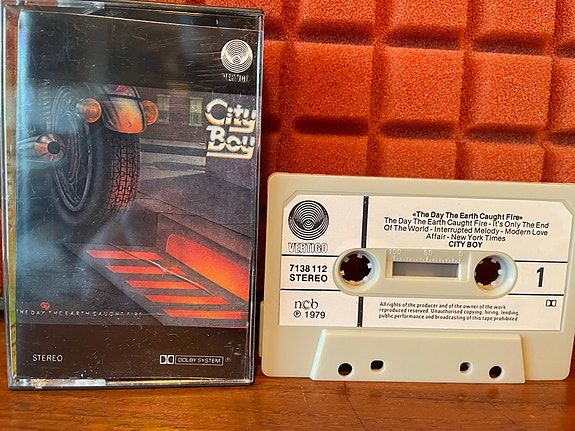 VERTIGO
City
Boy
THE DAY THE EARTH CAUGHT FIRE
STEREO
DOLBY SYSTEM
VERTIGO
7138 112
STEREO
ncb
℗ 1979
«The Day The Earth Caught Fire»
The Day The Earth Caught Fire - It's Only The End
Of The World - Interrupted Melody - Modern Love
Affair - New York Times
CITY BOY
100 50 0
1
All rights of the producer and of the owner of the work
reproduced reserved. Unauthorised copying, hiring, lending,
public performance and broadcasting of this tape prohibited